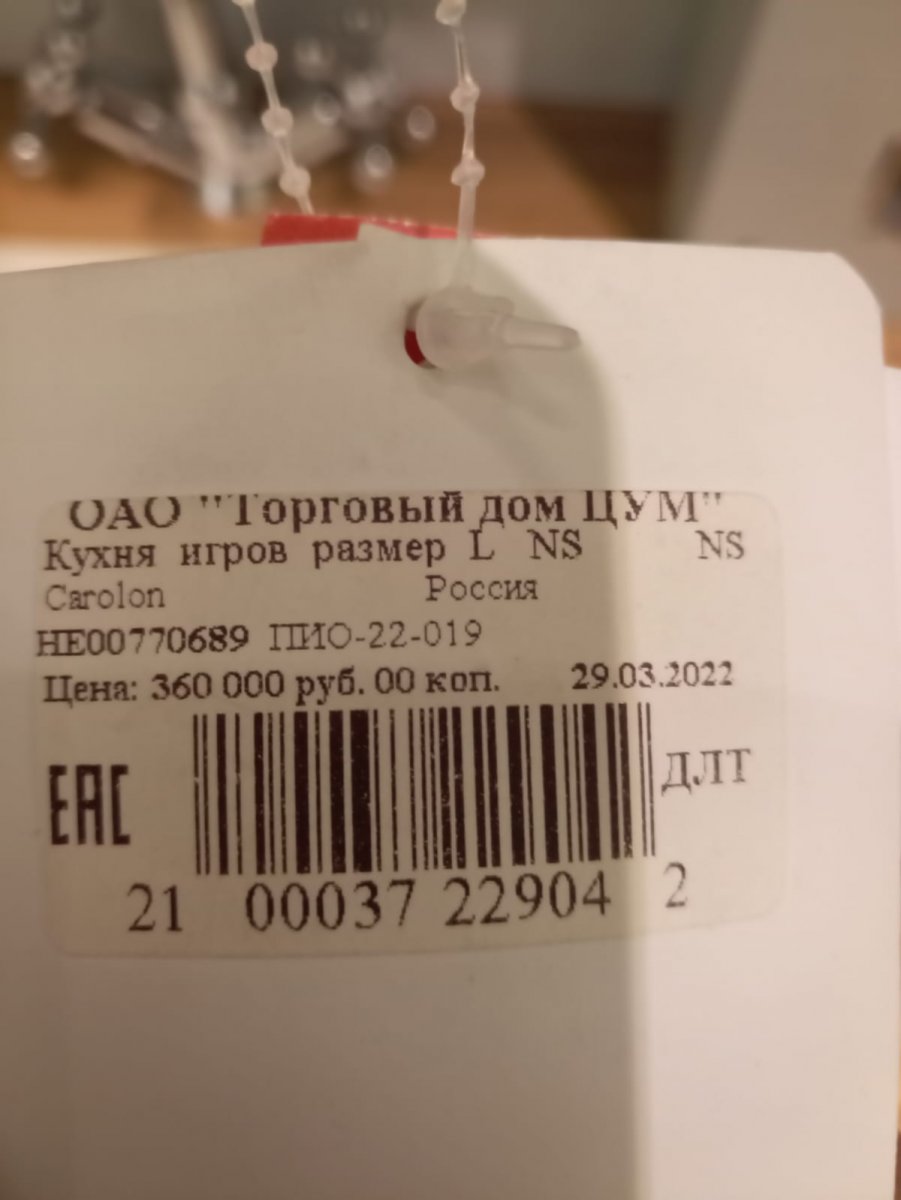 ОАО "Торговый дом ЦУМ"
Кухня игров размер L NS NS
Carolon Россия
НЕ00770689 ПИО-22-019
Цена: 360 000 руб. 00 коп. 29.03.2022
ЕАС
ДЛТ
21 00037 22904 2